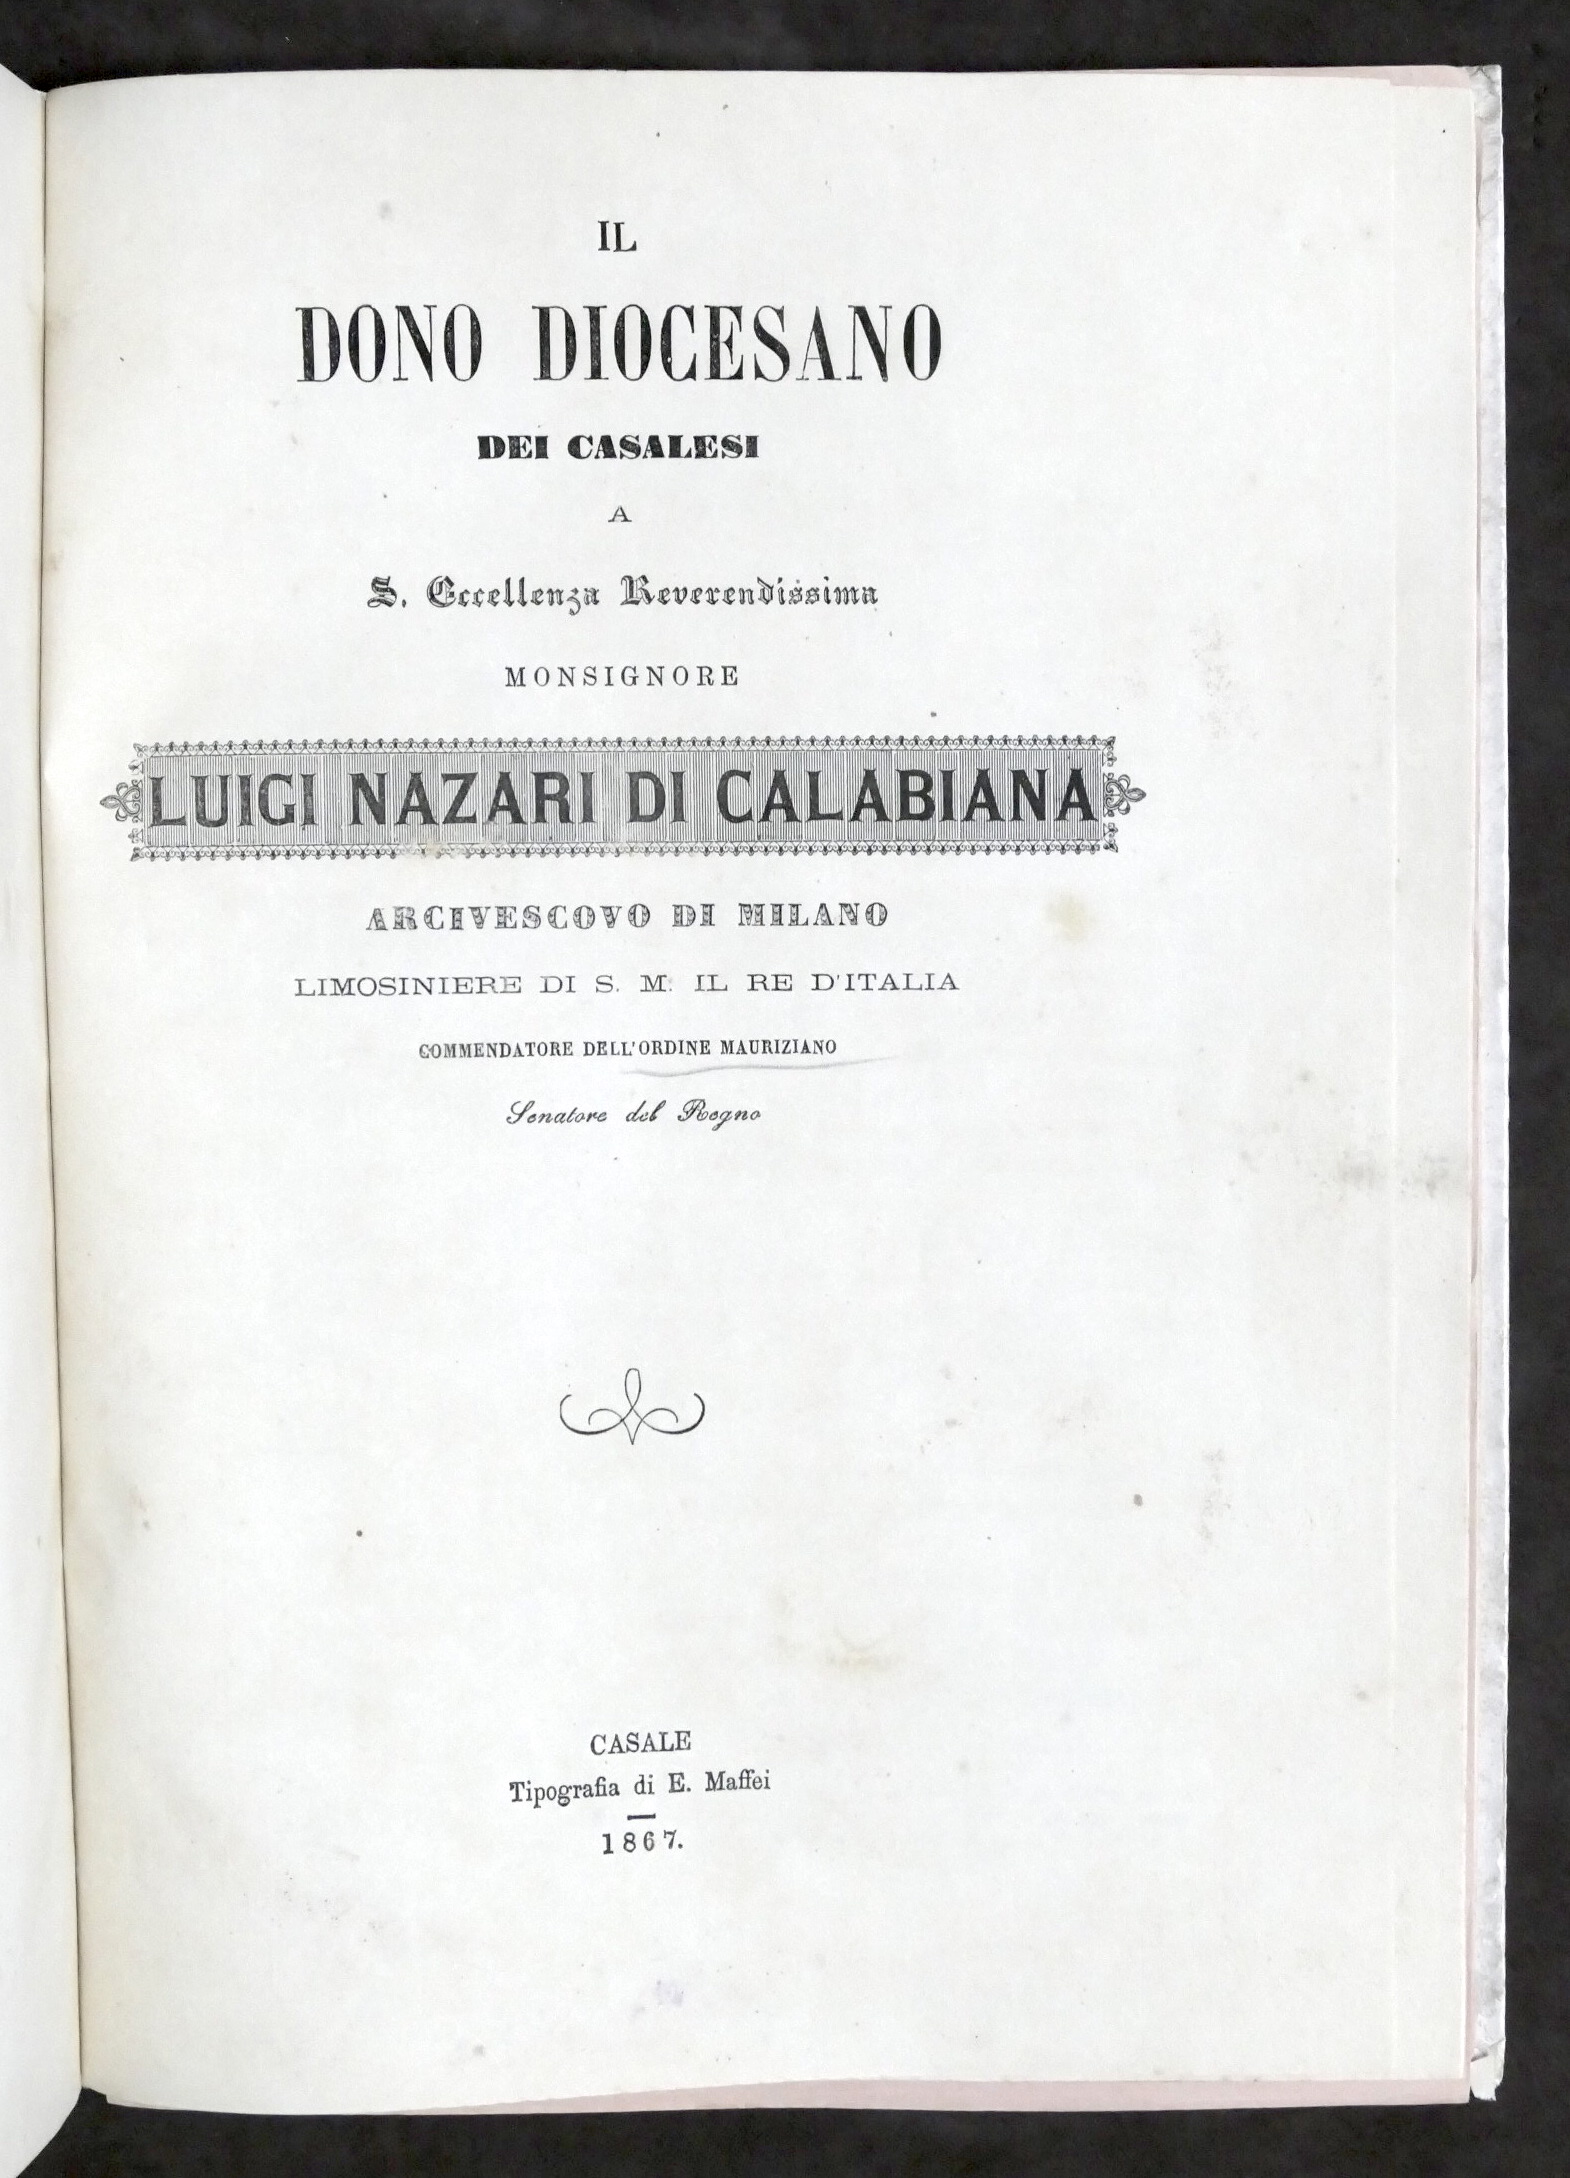 IL
DONO DIOCESANO
DEI CASALESI
A
S. Eccellenza Reverendissima
MONSIGNORE
LUIGI NAZARI DI CALABIANA
ARCIVESCOVO DI MILANO
LIMOSINIERE DI S. M. IL RE D'ITALIA
COMMENDATORE DELL'ORDINE MAURIZIANO
Senatore del Regno
CASALE
Tipografia di E. Maffei
1867.